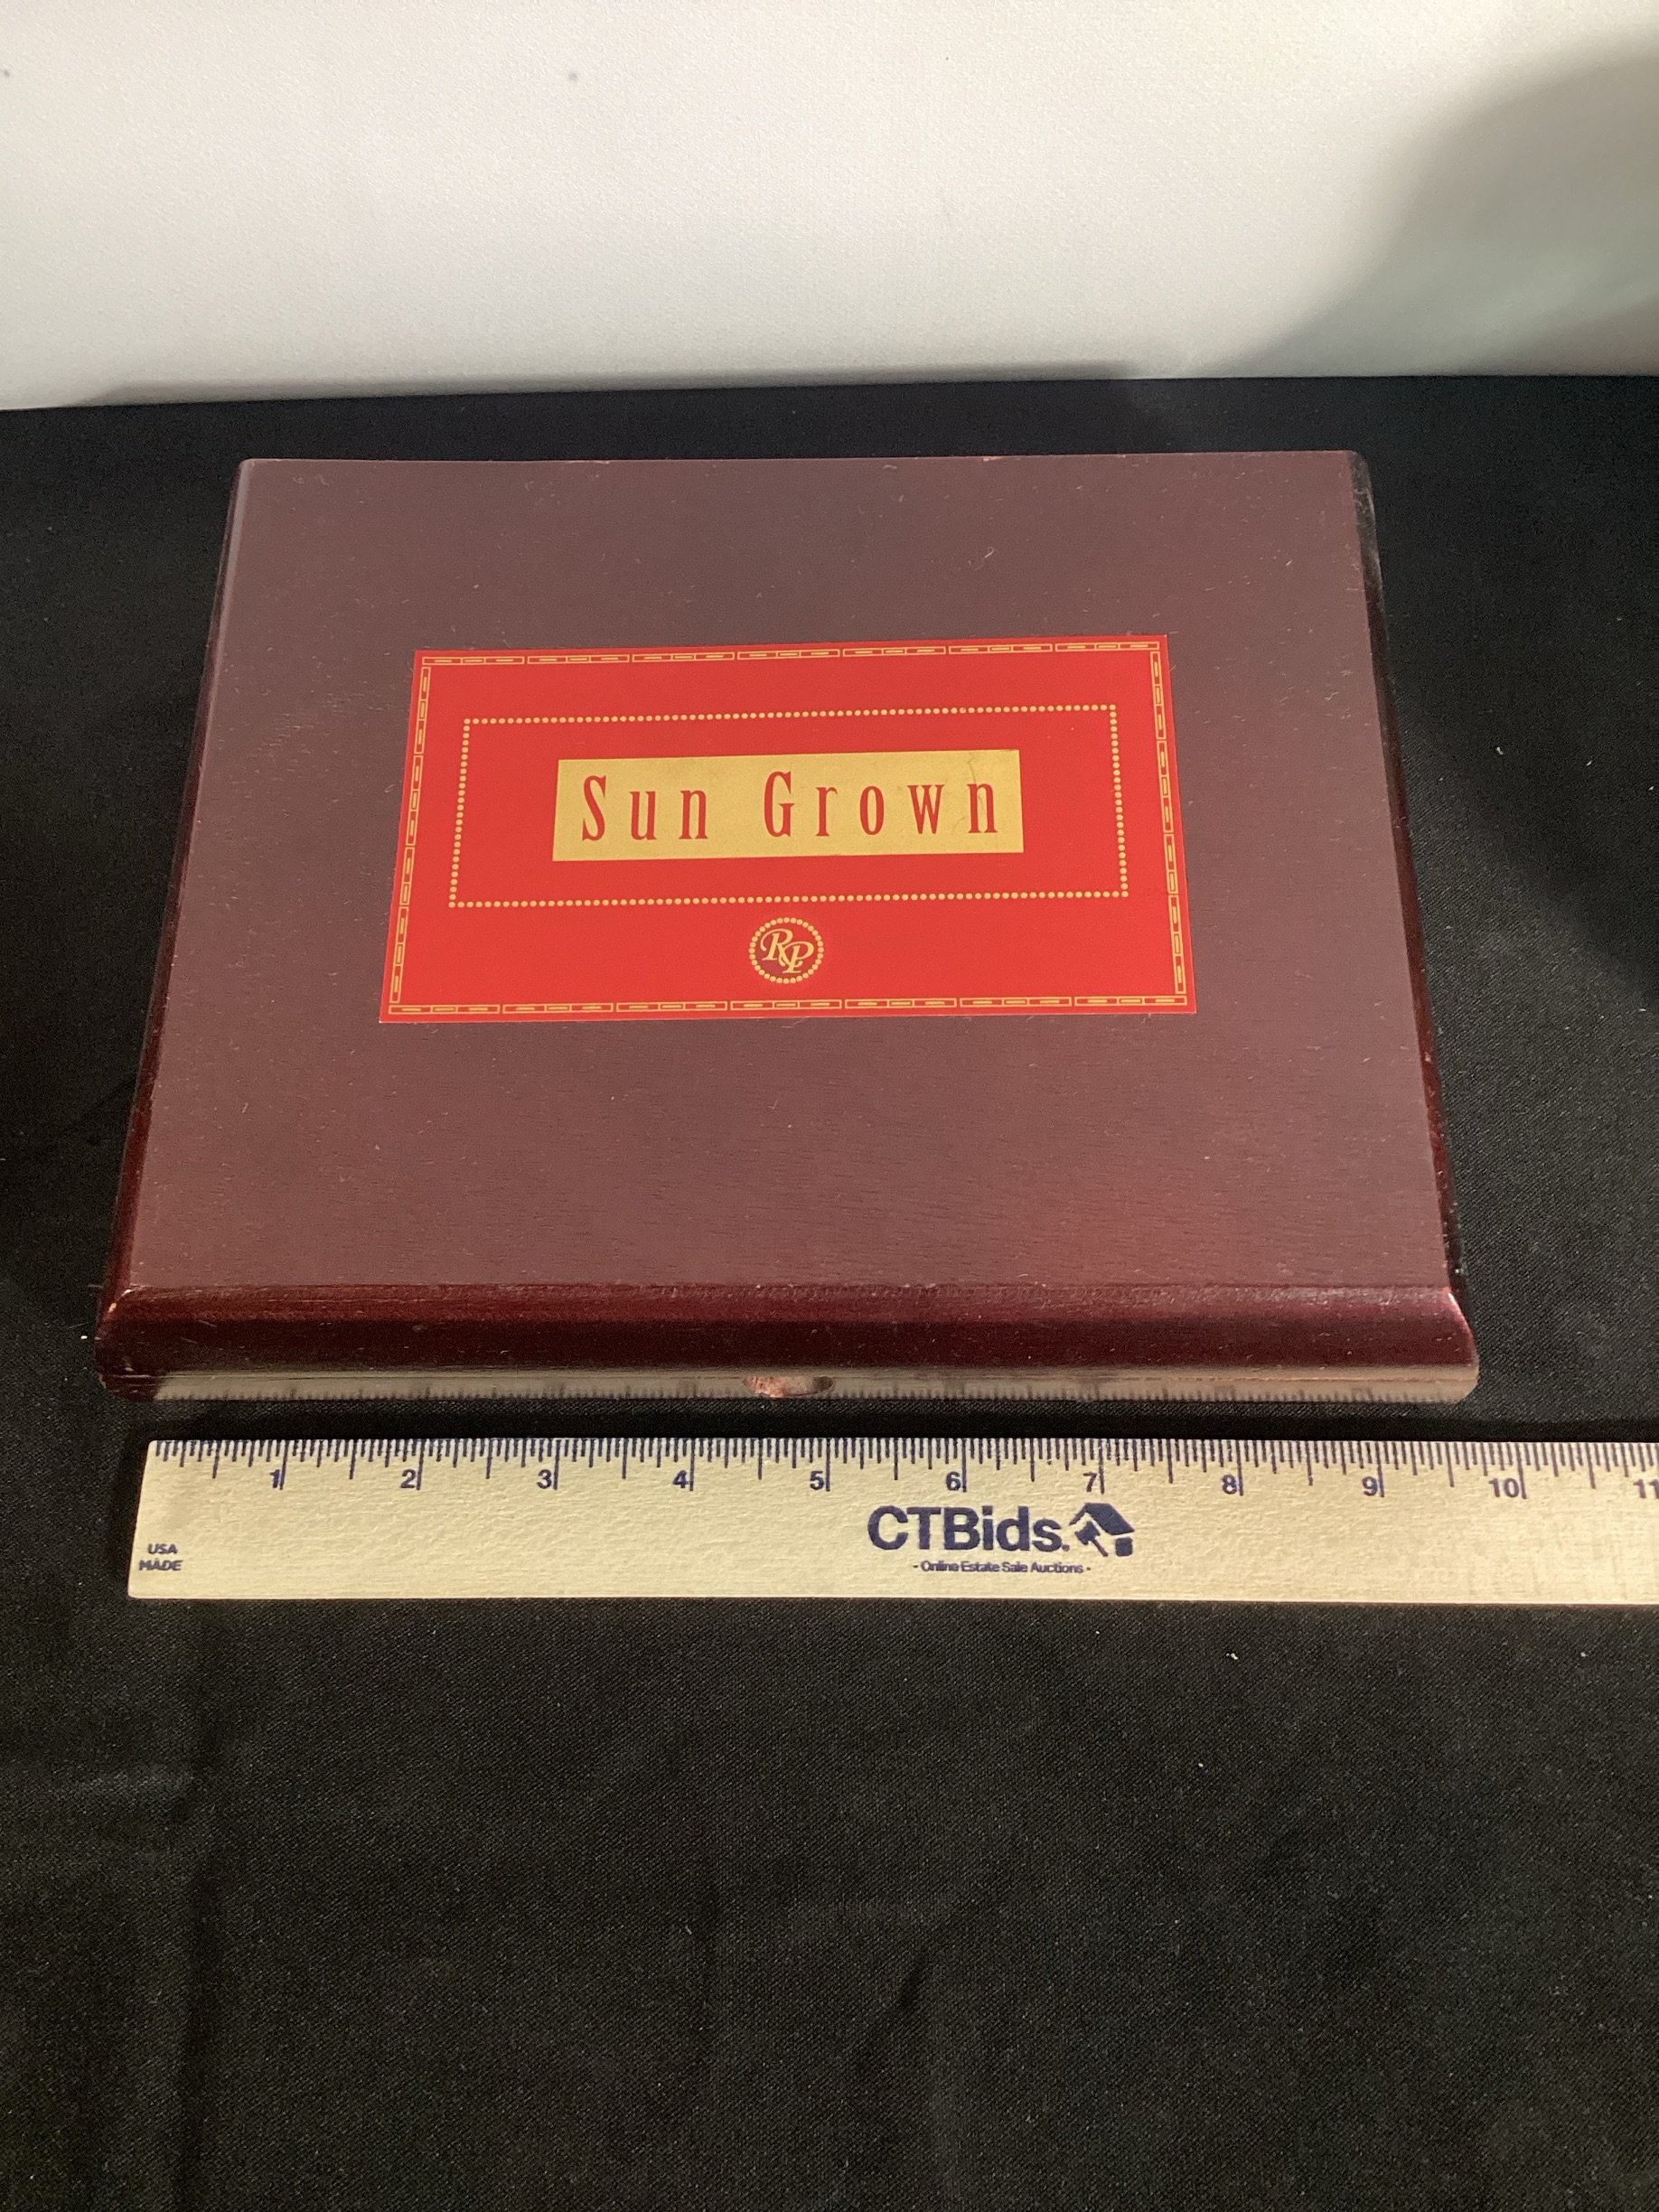 Sun Grown
RP
1 2 3 4 5 6 7 8 9 10 11
CTBids.
- Online Estate Sale Auctions -
USA
MADE